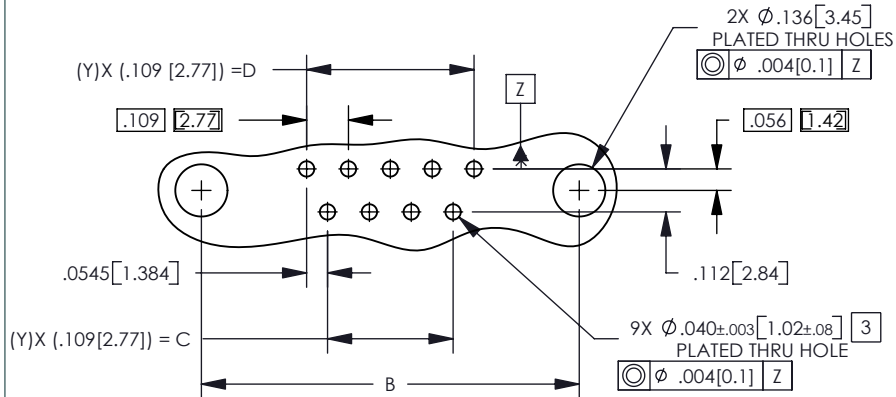 2X Ø.136[3.45]
PLATED THRU HOLES
◎ Ø .004[0.1] Z
(Y)X (.109 [2.77]) =D
Z
.109 [2.77]
.056 [1.42]
.0545[1.384]
.112[2.84]
(Y)X (.109[2.77]) = C
9X Ø.040±.003[1.02±.08] 3
PLATED THRU HOLE
◎ Ø .004[0.1] Z
B